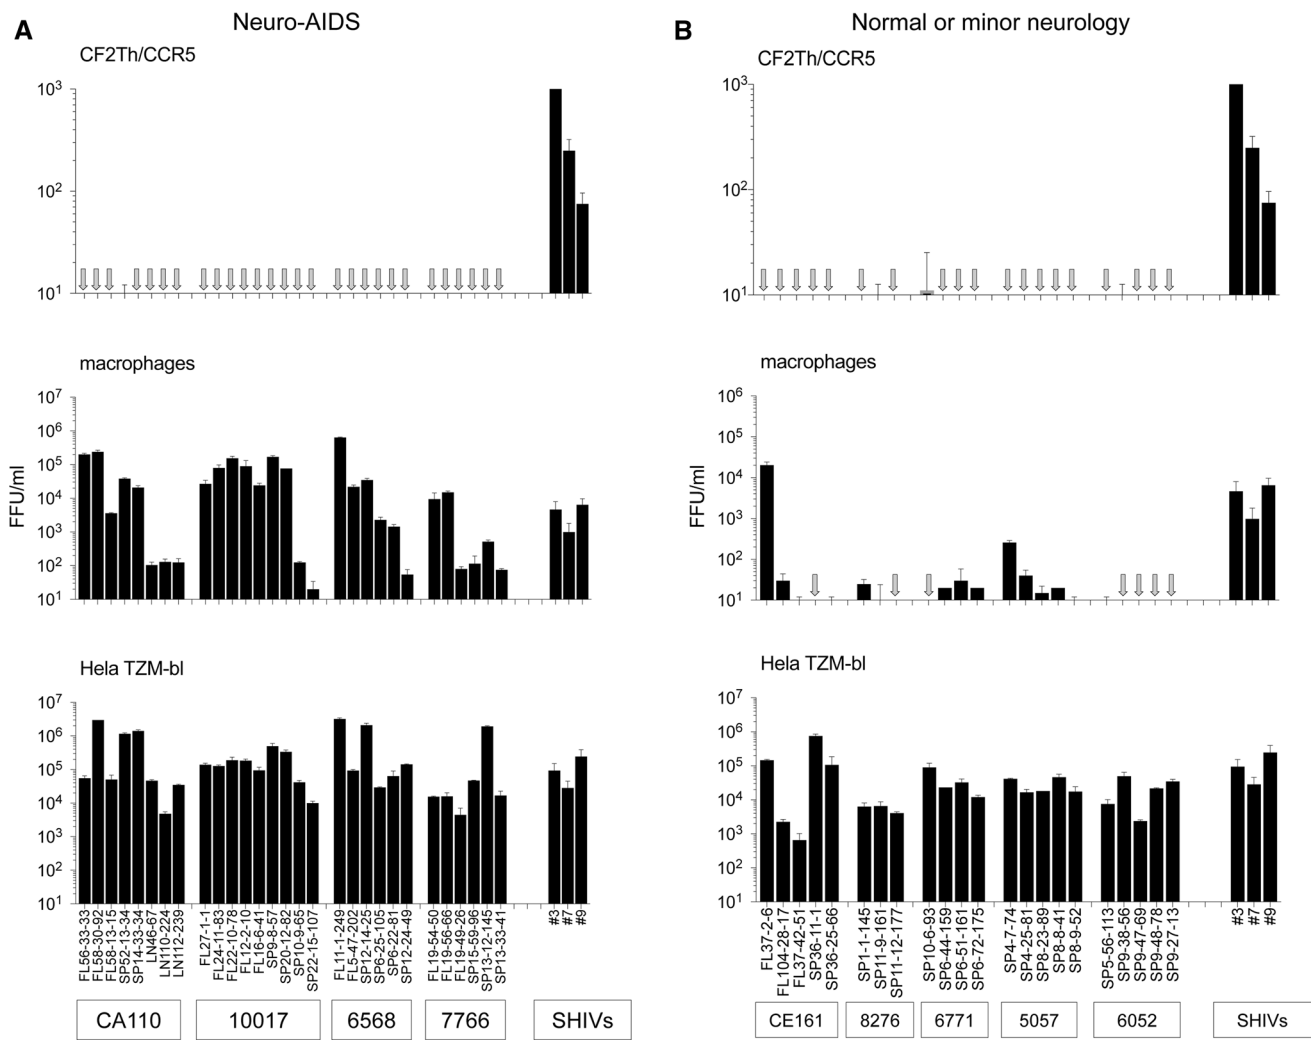 A
Neuro-AIDS
CF2Th/CCR5
10³
10²
10¹
macrophages
FFU/ml
10⁷
10⁶
10⁵
10⁴
10³
10²
10¹
Hela TZM-bl
10⁷
10⁶
10⁵
10⁴
10³
10²
10¹
FL56-33-33
FL58-30-92
FL58-13-15
SP52-13-34
SP14-33-34
LN46-67
LN110-224
LN112-239
FL27-1-1
FL24-11-83
FL22-10-78
FL12-2-10
FL16-6-41
SP9-8-57
SP20-12-82
SP10-9-65
SP22-15-107
FL11-1-249
FL5-47-202
SP12-14-25
SP6-25-105
SP6-22-81
SP12-24-49
FL19-54-50
FL19-56-66
FL19-49-26
SP15-59-96
SP13-12-145
SP13-33-41
#3
#7
#9
CA110
10017
6568
7766
SHIVs
B
Normal or minor neurology
CF2Th/CCR5
10³
10²
10¹
macrophages
FFU/ml
10⁶
10⁵
10⁴
10³
10²
10¹
Hela TZM-bl
10⁷
10⁶
10⁵
10⁴
10³
10²
10¹
FL37-2-6
FL104-28-17
FL37-42-51
SP36-11-1
SP36-25-66
SP1-1-145
SP11-9-161
SP11-12-177
SP10-6-93
SP6-44-159
SP6-51-161
SP6-72-175
SP4-7-74
SP4-25-81
SP8-23-89
SP8-8-41
SP8-9-52
SP5-56-113
SP9-38-56
SP9-47-69
SP9-48-78
SP9-27-13
#3
#7
#9
CE161
8276
6771
5057
6052
SHIVs